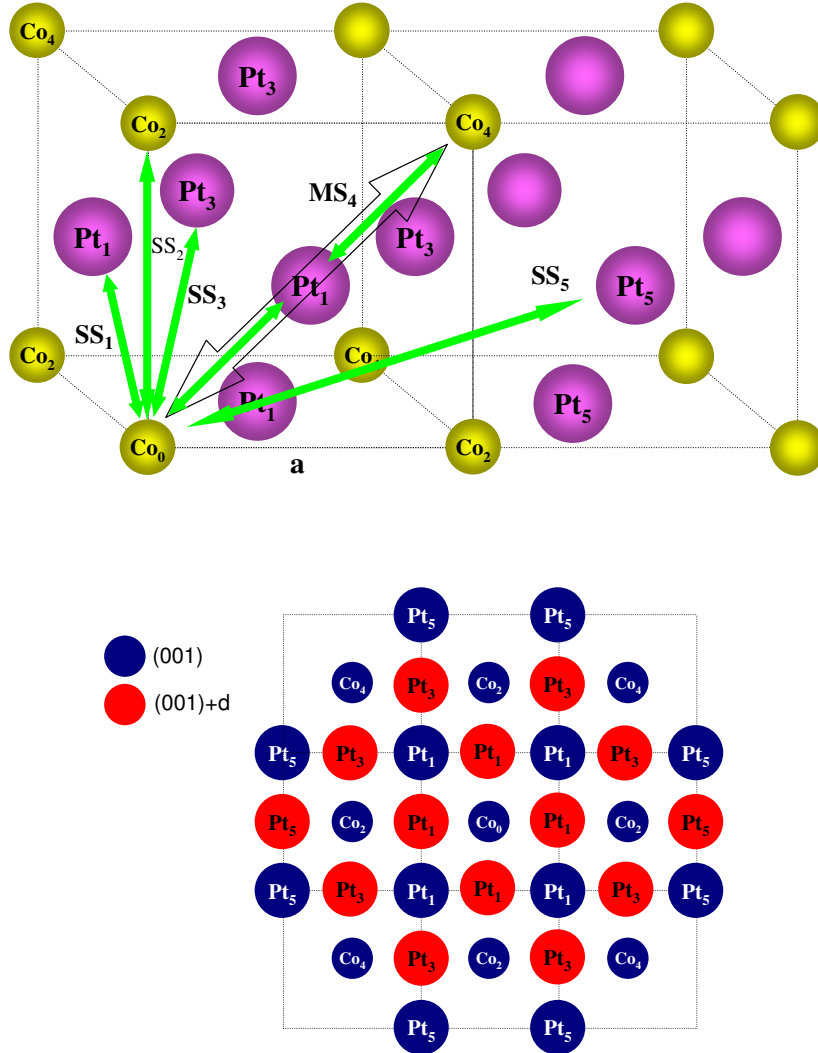 Co₄
Pt₃
Co₂ Co₄
MS₄
Pt₃
Pt₁ SS₂ Pt₃
Pt₁ SS₅ Pt₅
SS₃
SS₁
Co₂ Co
Pt₁ Pt₅
Co₀ Co₂
a
Pt₅ Pt₅
(001)
Co₄ Pt₃ Co₂ Pt₃ Co₄
(001)+d
Pt₅ Pt₃ Pt₁ Pt₁ Pt₁ Pt₃ Pt₅
Pt₅ Co₂ Pt₁ Co₀ Pt₁ Co₂ Pt₅
Pt₅ Pt₃ Pt₁ Pt₁ Pt₁ Pt₃ Pt₅
Co₄ Pt₃ Co₂ Pt₃ Co₄
Pt₅ Pt₅